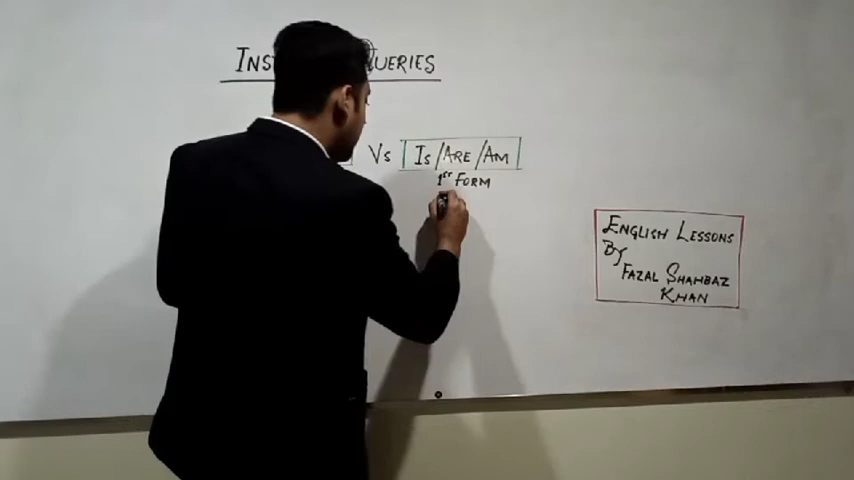 QUERIES
Vs Is/ARE/AM
1ST FORM
ENGLISH LESSONS
BY
FAZAL SHAHBAZ
KHAN